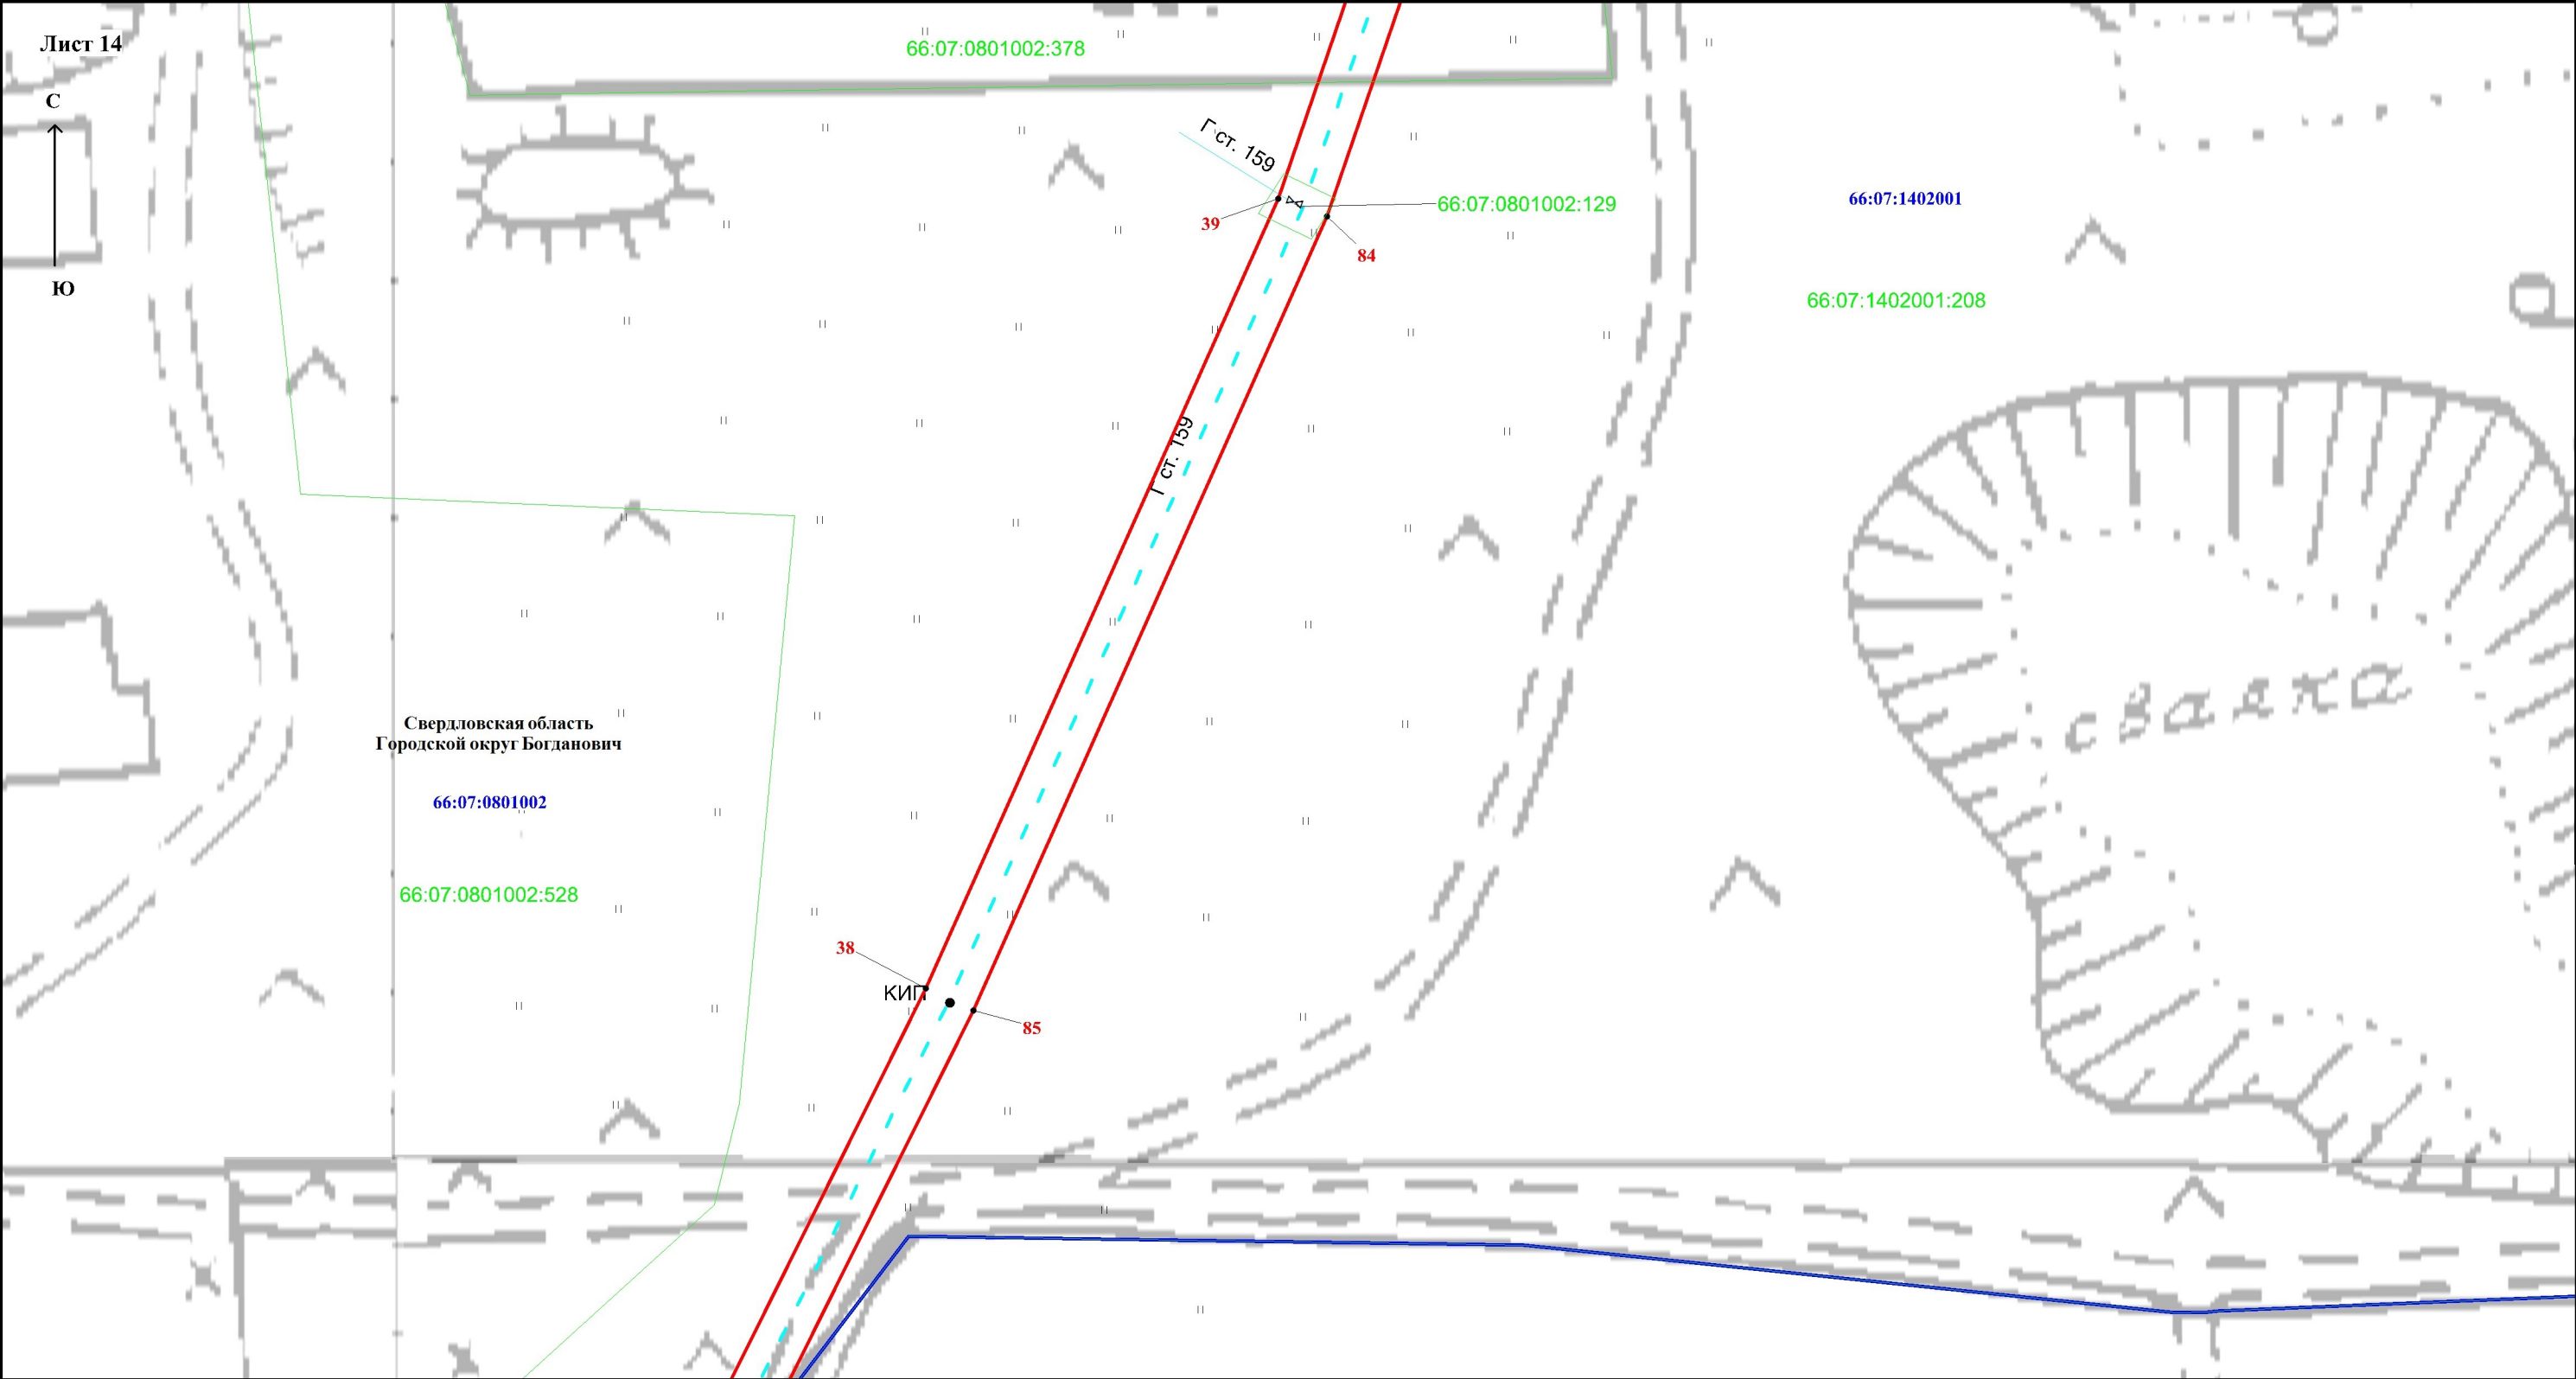 Лист 14
С
Ю
66:07:0801002:378
Г ст. 159
39
66:07:0801002:129
84
66:07:1402001
66:07:1402001:208
Г ст. 159
свалка
Свердловская область
Городской округ Богданович
66:07:0801002
66:07:0801002:528
38
КИП
85